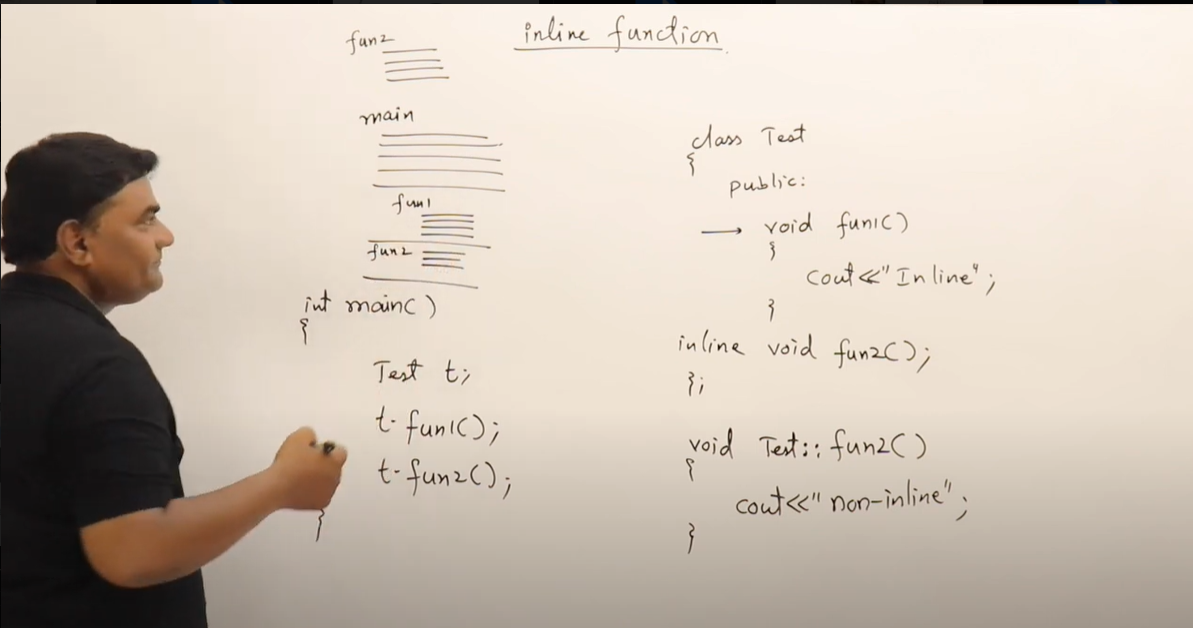 inline function
fun2
main
fun1
fun2
int main()
{
Test t;
t.fun1();
t.fun2();
}
class Test
{
public:
void fun1()
{
cout<<"Inline";
}
inline void fun2();
};
void Test::fun2()
{
cout<<"non-inline";
}